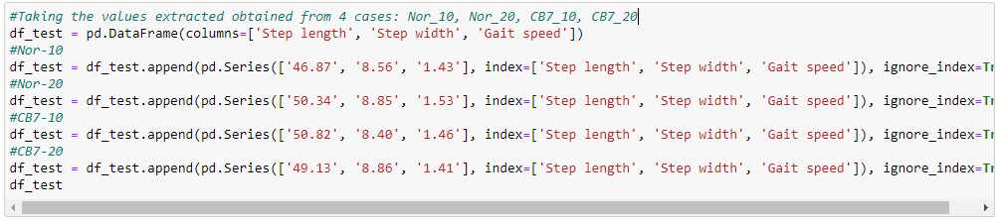 #Taking the values extracted obtained from 4 cases: Nor_10, Nor_20, CB7_10, CB7_20
df_test = pd.DataFrame(columns=['Step length', 'Step width', 'Gait speed'])
#Nor-10
df_test = df_test.append(pd.Series(['46.87', '8.56', '1.43'], index=['Step length', 'Step width', 'Gait speed']), ignore_index=Tr
#Nor-20
df_test = df_test.append(pd.Series(['50.34', '8.85', '1.53'], index=['Step length', 'Step width', 'Gait speed']), ignore_index=Tr
#CB7-10
df_test = df_test.append(pd.Series(['50.82', '8.40', '1.46'], index=['Step length', 'Step width', 'Gait speed']), ignore_index=Tr
#CB7-20
df_test = df_test.append(pd.Series(['49.13', '8.86', '1.41'], index=['Step length', 'Step width', 'Gait speed']), ignore_index=Tr
df_test